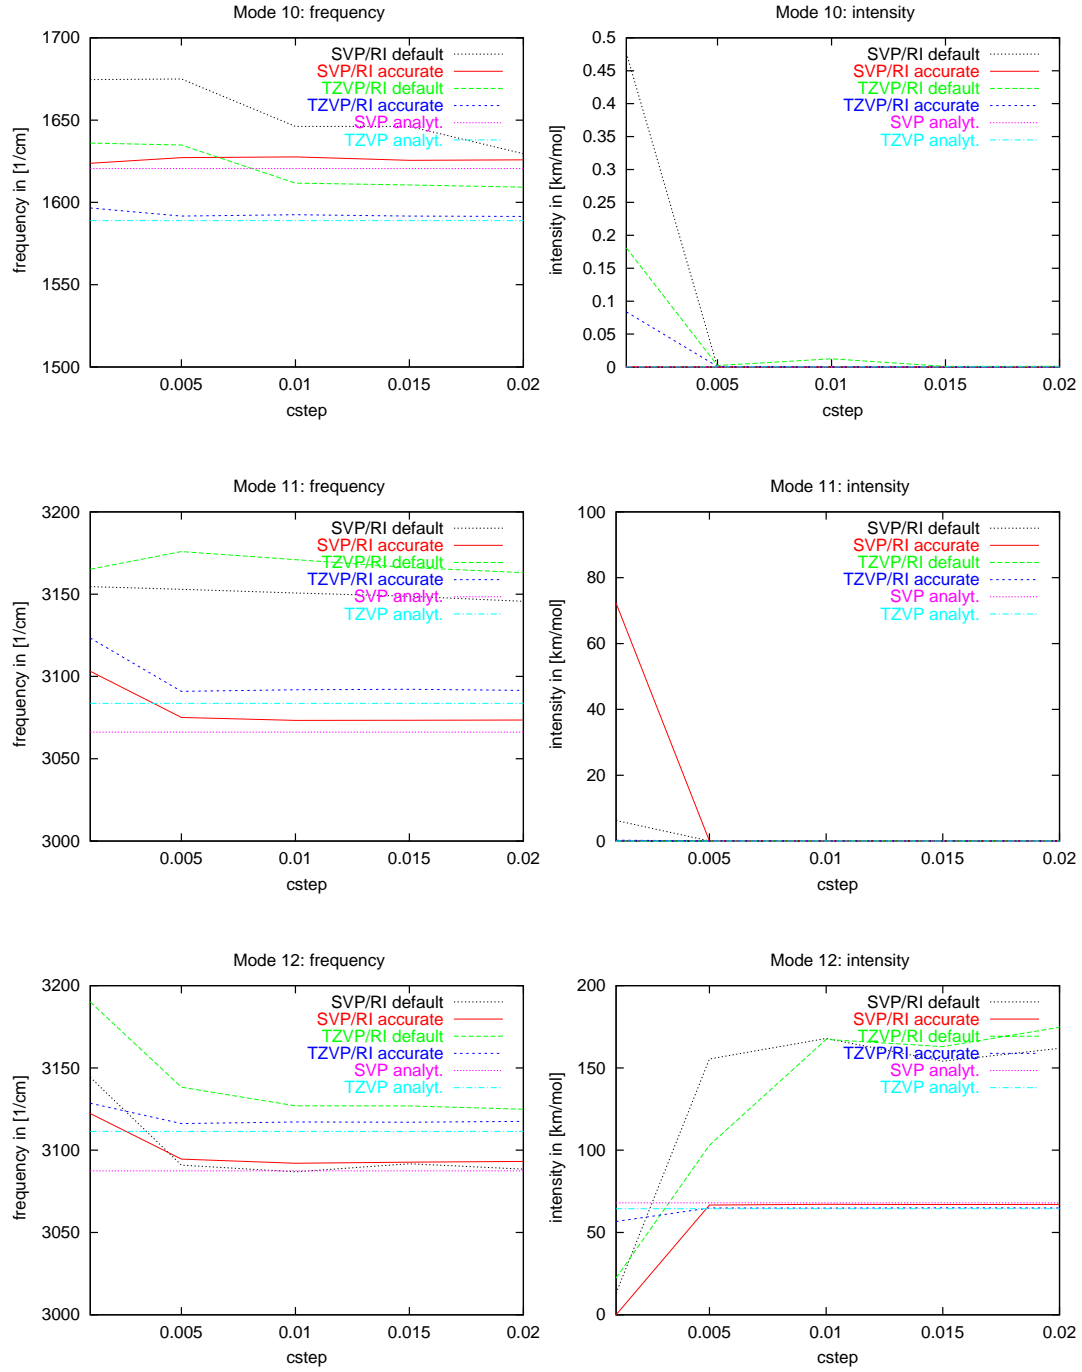 Mode 10: frequency
1700
1650
1600
1550
1500
0.005
0.01
0.015
0.02
frequency in [1/cm]
cstep
SVP/RI default
SVP/RI accurate
TZVP/RI default
TZVP/RI accurate
SVP analyt.
TZVP analyt.
Mode 10: intensity
0.5
0.45
0.4
0.35
0.3
0.25
0.2
0.15
0.1
0.05
0
0.005
0.01
0.015
0.02
intensity in [km/mol]
cstep
SVP/RI default
SVP/RI accurate
TZVP/RI default
TZVP/RI accurate
SVP analyt.
TZVP analyt.
Mode 11: frequency
3200
3150
3100
3050
3000
0.005
0.01
0.015
0.02
frequency in [1/cm]
cstep
SVP/RI default
SVP/RI accurate
TZVP/RI default
TZVP/RI accurate
SVP analyt.
TZVP analyt.
Mode 11: intensity
100
80
60
40
20
0
0.005
0.01
0.015
0.02
intensity in [km/mol]
cstep
SVP/RI default
SVP/RI accurate
TZVP/RI default
TZVP/RI accurate
SVP analyt.
TZVP analyt.
Mode 12: frequency
3200
3150
3100
3050
3000
0.005
0.01
0.015
0.02
frequency in [1/cm]
cstep
SVP/RI default
SVP/RI accurate
TZVP/RI default
TZVP/RI accurate
SVP analyt.
TZVP analyt.
Mode 12: intensity
200
150
100
50
0
0.005
0.01
0.015
0.02
intensity in [km/mol]
cstep
SVP/RI default
SVP/RI accurate
TZVP/RI default
TZVP/RI accurate
SVP analyt.
TZVP analyt.